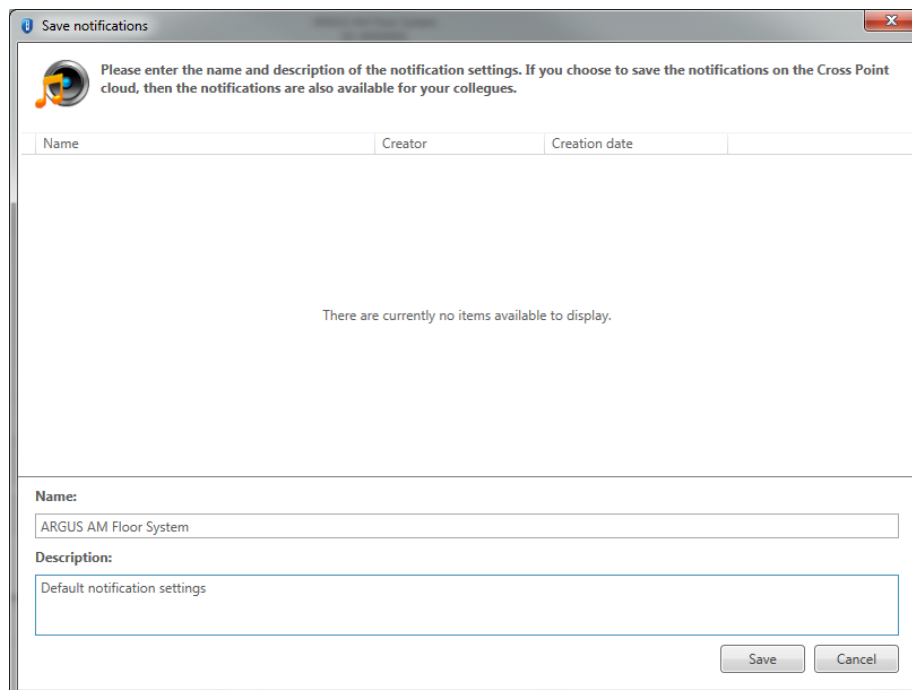 Save notifications
Please enter the name and description of the notification settings. If you choose to save the notifications on the Cross Point
cloud, then the notifications are also available for your collegues.
Name Creator Creation date
There are currently no items available to display.
Name:
ARGUS AM Floor System
Description:
Default notification settings
Save Cancel